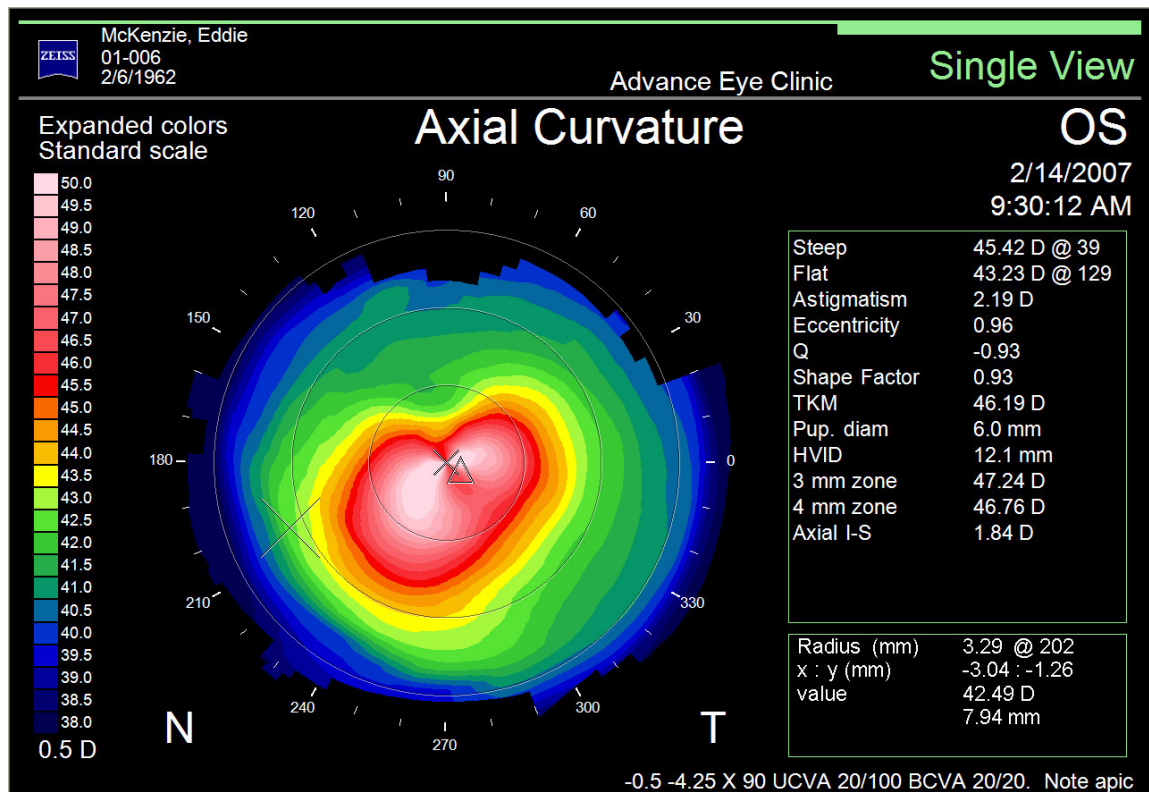 ZEISS
McKenzie, Eddie
01-006
2/6/1962
Advance Eye Clinic
Single View
Expanded colors
Standard scale
Axial Curvature
OS
2/14/2007
9:30:12 AM
50.0
49.5
49.0
48.5
48.0
47.5
47.0
46.5
46.0
45.5
45.0
44.5
44.0
43.5
43.0
42.5
42.0
41.5
41.0
40.5
40.0
39.5
39.0
38.5
38.0
0.5 D
90
120
60
150
30
180
0
210
330
240
300
270
N
T
Steep 45.42 D @ 39
Flat 43.23 D @ 129
Astigmatism 2.19 D
Eccentricity 0.96
Q -0.93
Shape Factor 0.93
TKM 46.19 D
Pup. diam 6.0 mm
HVID 12.1 mm
3 mm zone 47.24 D
4 mm zone 46.76 D
Axial I-S 1.84 D
Radius (mm) 3.29 @ 202
x : y (mm) -3.04 : -1.26
value 42.49 D
7.94 mm
-0.5 -4.25 X 90 UCVA 20/100 BCVA 20/20. Note apic